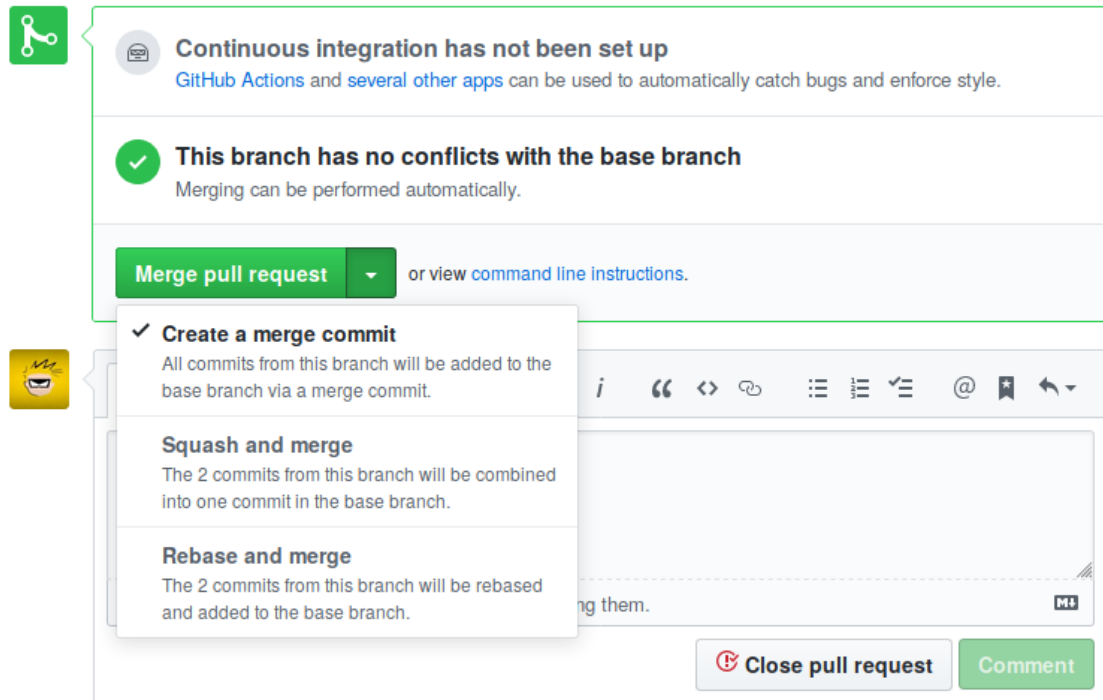 Continuous integration has not been set up
GitHub Actions and several other apps can be used to automatically catch bugs and enforce style.
This branch has no conflicts with the base branch
Merging can be performed automatically.
Merge pull request or view command line instructions.
Create a merge commit
All commits from this branch will be added to the
base branch via a merge commit.
Squash and merge
The 2 commits from this branch will be combined
into one commit in the base branch.
Rebase and merge
The 2 commits from this branch will be rebased
and added to the base branch.
them.
Close pull request Comment